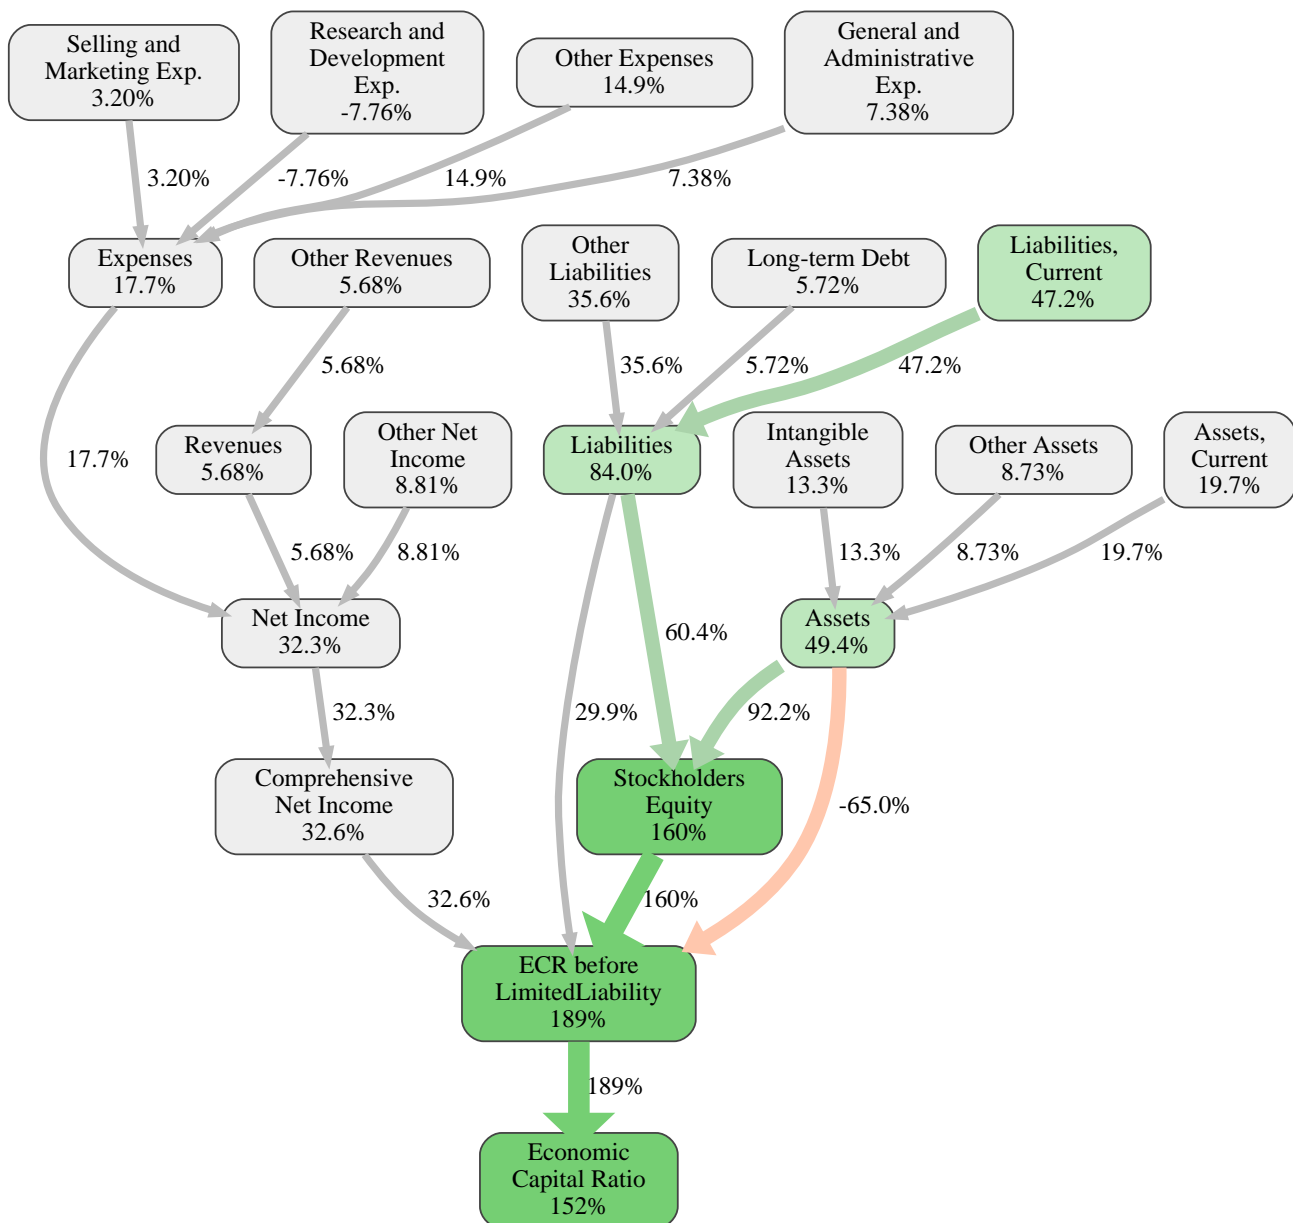 Selling and
Marketing Exp.
3.20%
Research and
Development
Exp.
-7.76%
Other Expenses
14.9%
General and
Administrative
Exp.
7.38%
3.20%
-7.76%
14.9%
7.38%
Expenses
17.7%
Other Revenues
5.68%
Other
Liabilities
35.6%
Long-term Debt
5.72%
Liabilities,
Current
47.2%
5.68%
35.6%
5.72%
47.2%
17.7%
Revenues
5.68%
Other Net
Income
8.81%
Liabilities
84.0%
Intangible
Assets
13.3%
Other Assets
8.73%
Assets,
Current
19.7%
5.68%
8.81%
13.3%
8.73%
19.7%
Net Income
32.3%
60.4%
Assets
49.4%
32.3%
29.9%
92.2%
Comprehensive
Net Income
32.6%
Stockholders
Equity
160%
-65.0%
32.6%
160%
ECR before
LimitedLiability
189%
189%
Economic
Capital Ratio
152%